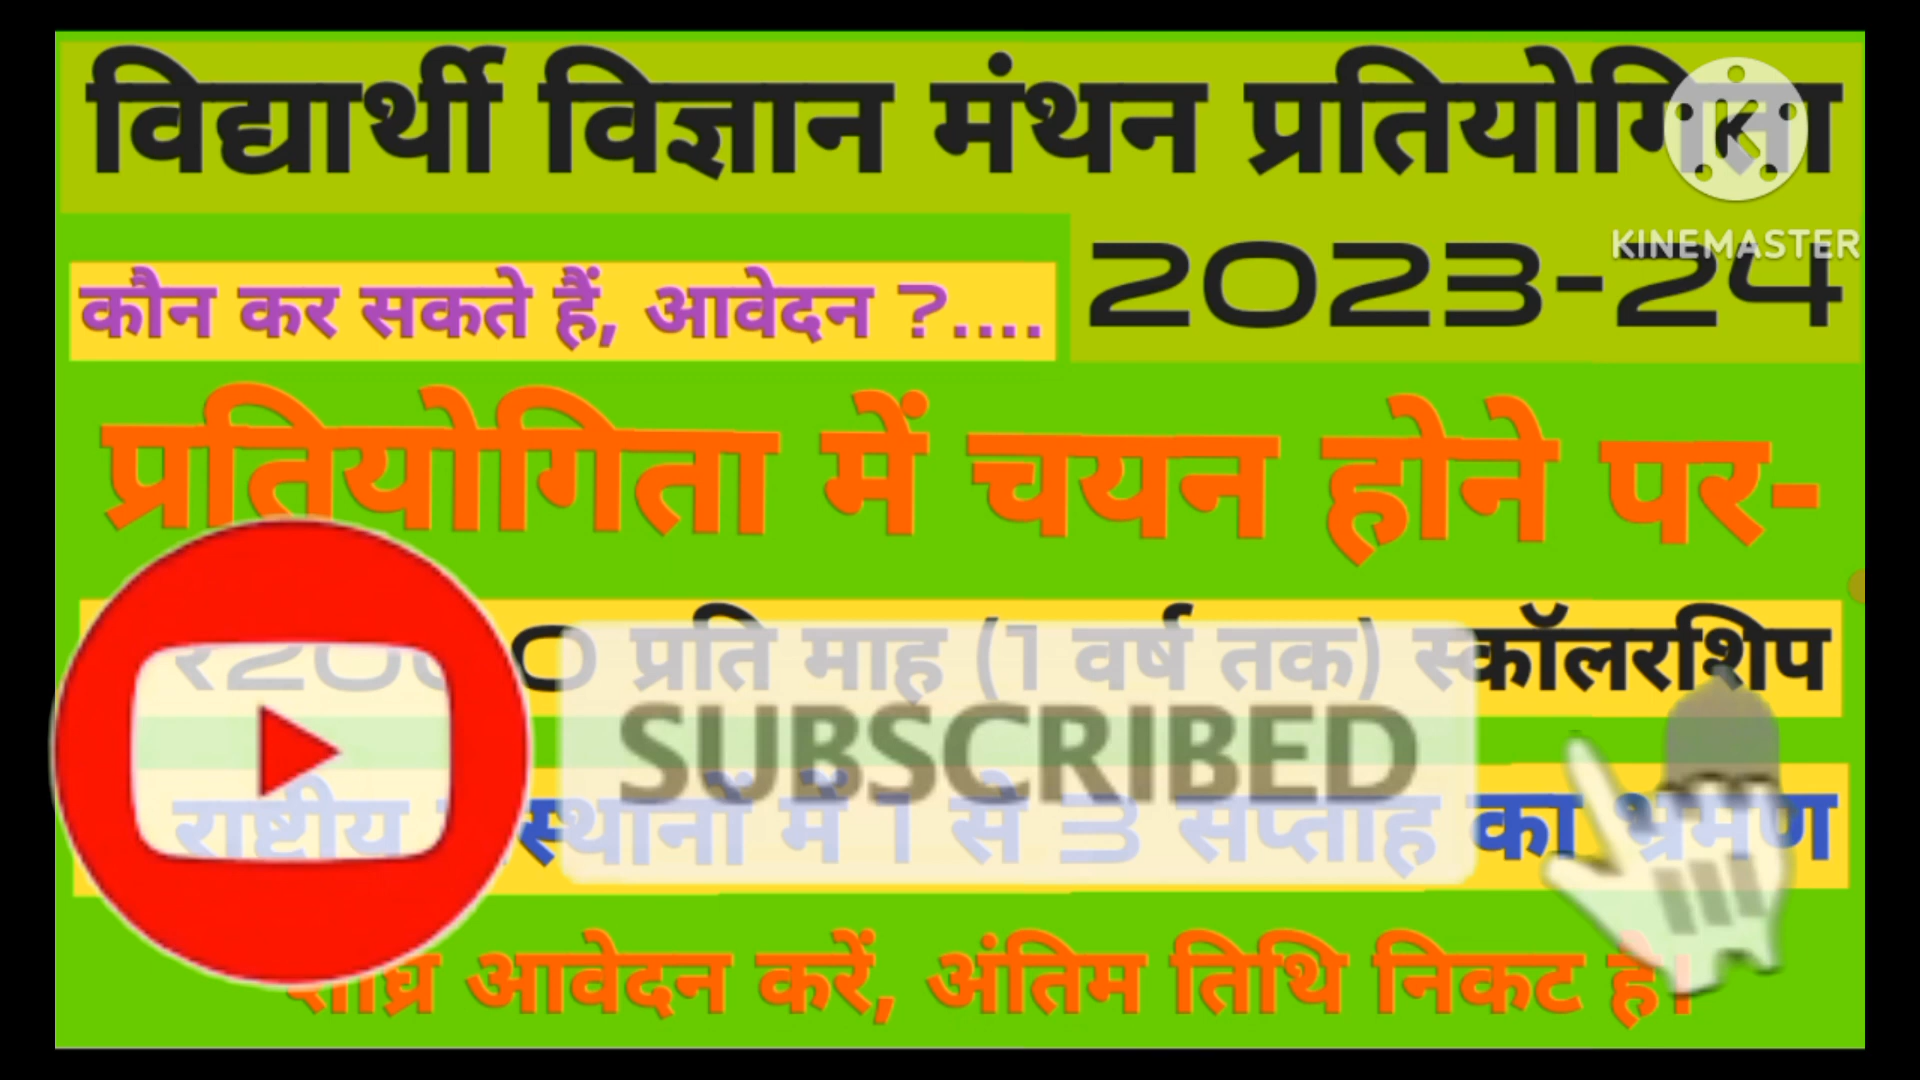 विद्यार्थी विज्ञान मंथन प्रतियोगिता
2023-24
KINEMASTER
कौन कर सकते हैं, आवेदन ?....
प्रतियोगिता में चयन होने पर-
प्रति माह (1 वर्ष तक) स्कॉलरशिप
SUBSCRIBED
राष्ट्रीय संस्थानों में 1 से 3 सप्ताह का भ्रमण
शीघ्र आवेदन करें, अंतिम तिथि निकट है।